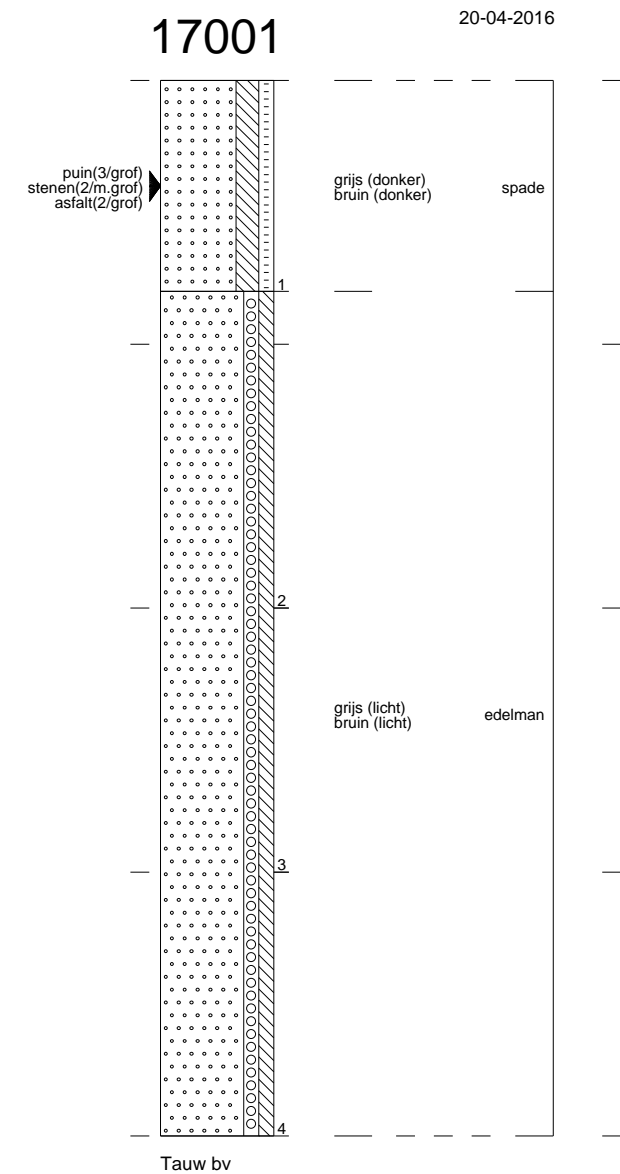 17001
20-04-2016
puin(3/grof)
stenen(2/m.grof)
asfalt(2/grof)
grijs (donker)
bruin (donker)
spade
1
2
grijs (licht)
bruin (licht)
edelman
3
4
Tauw bv